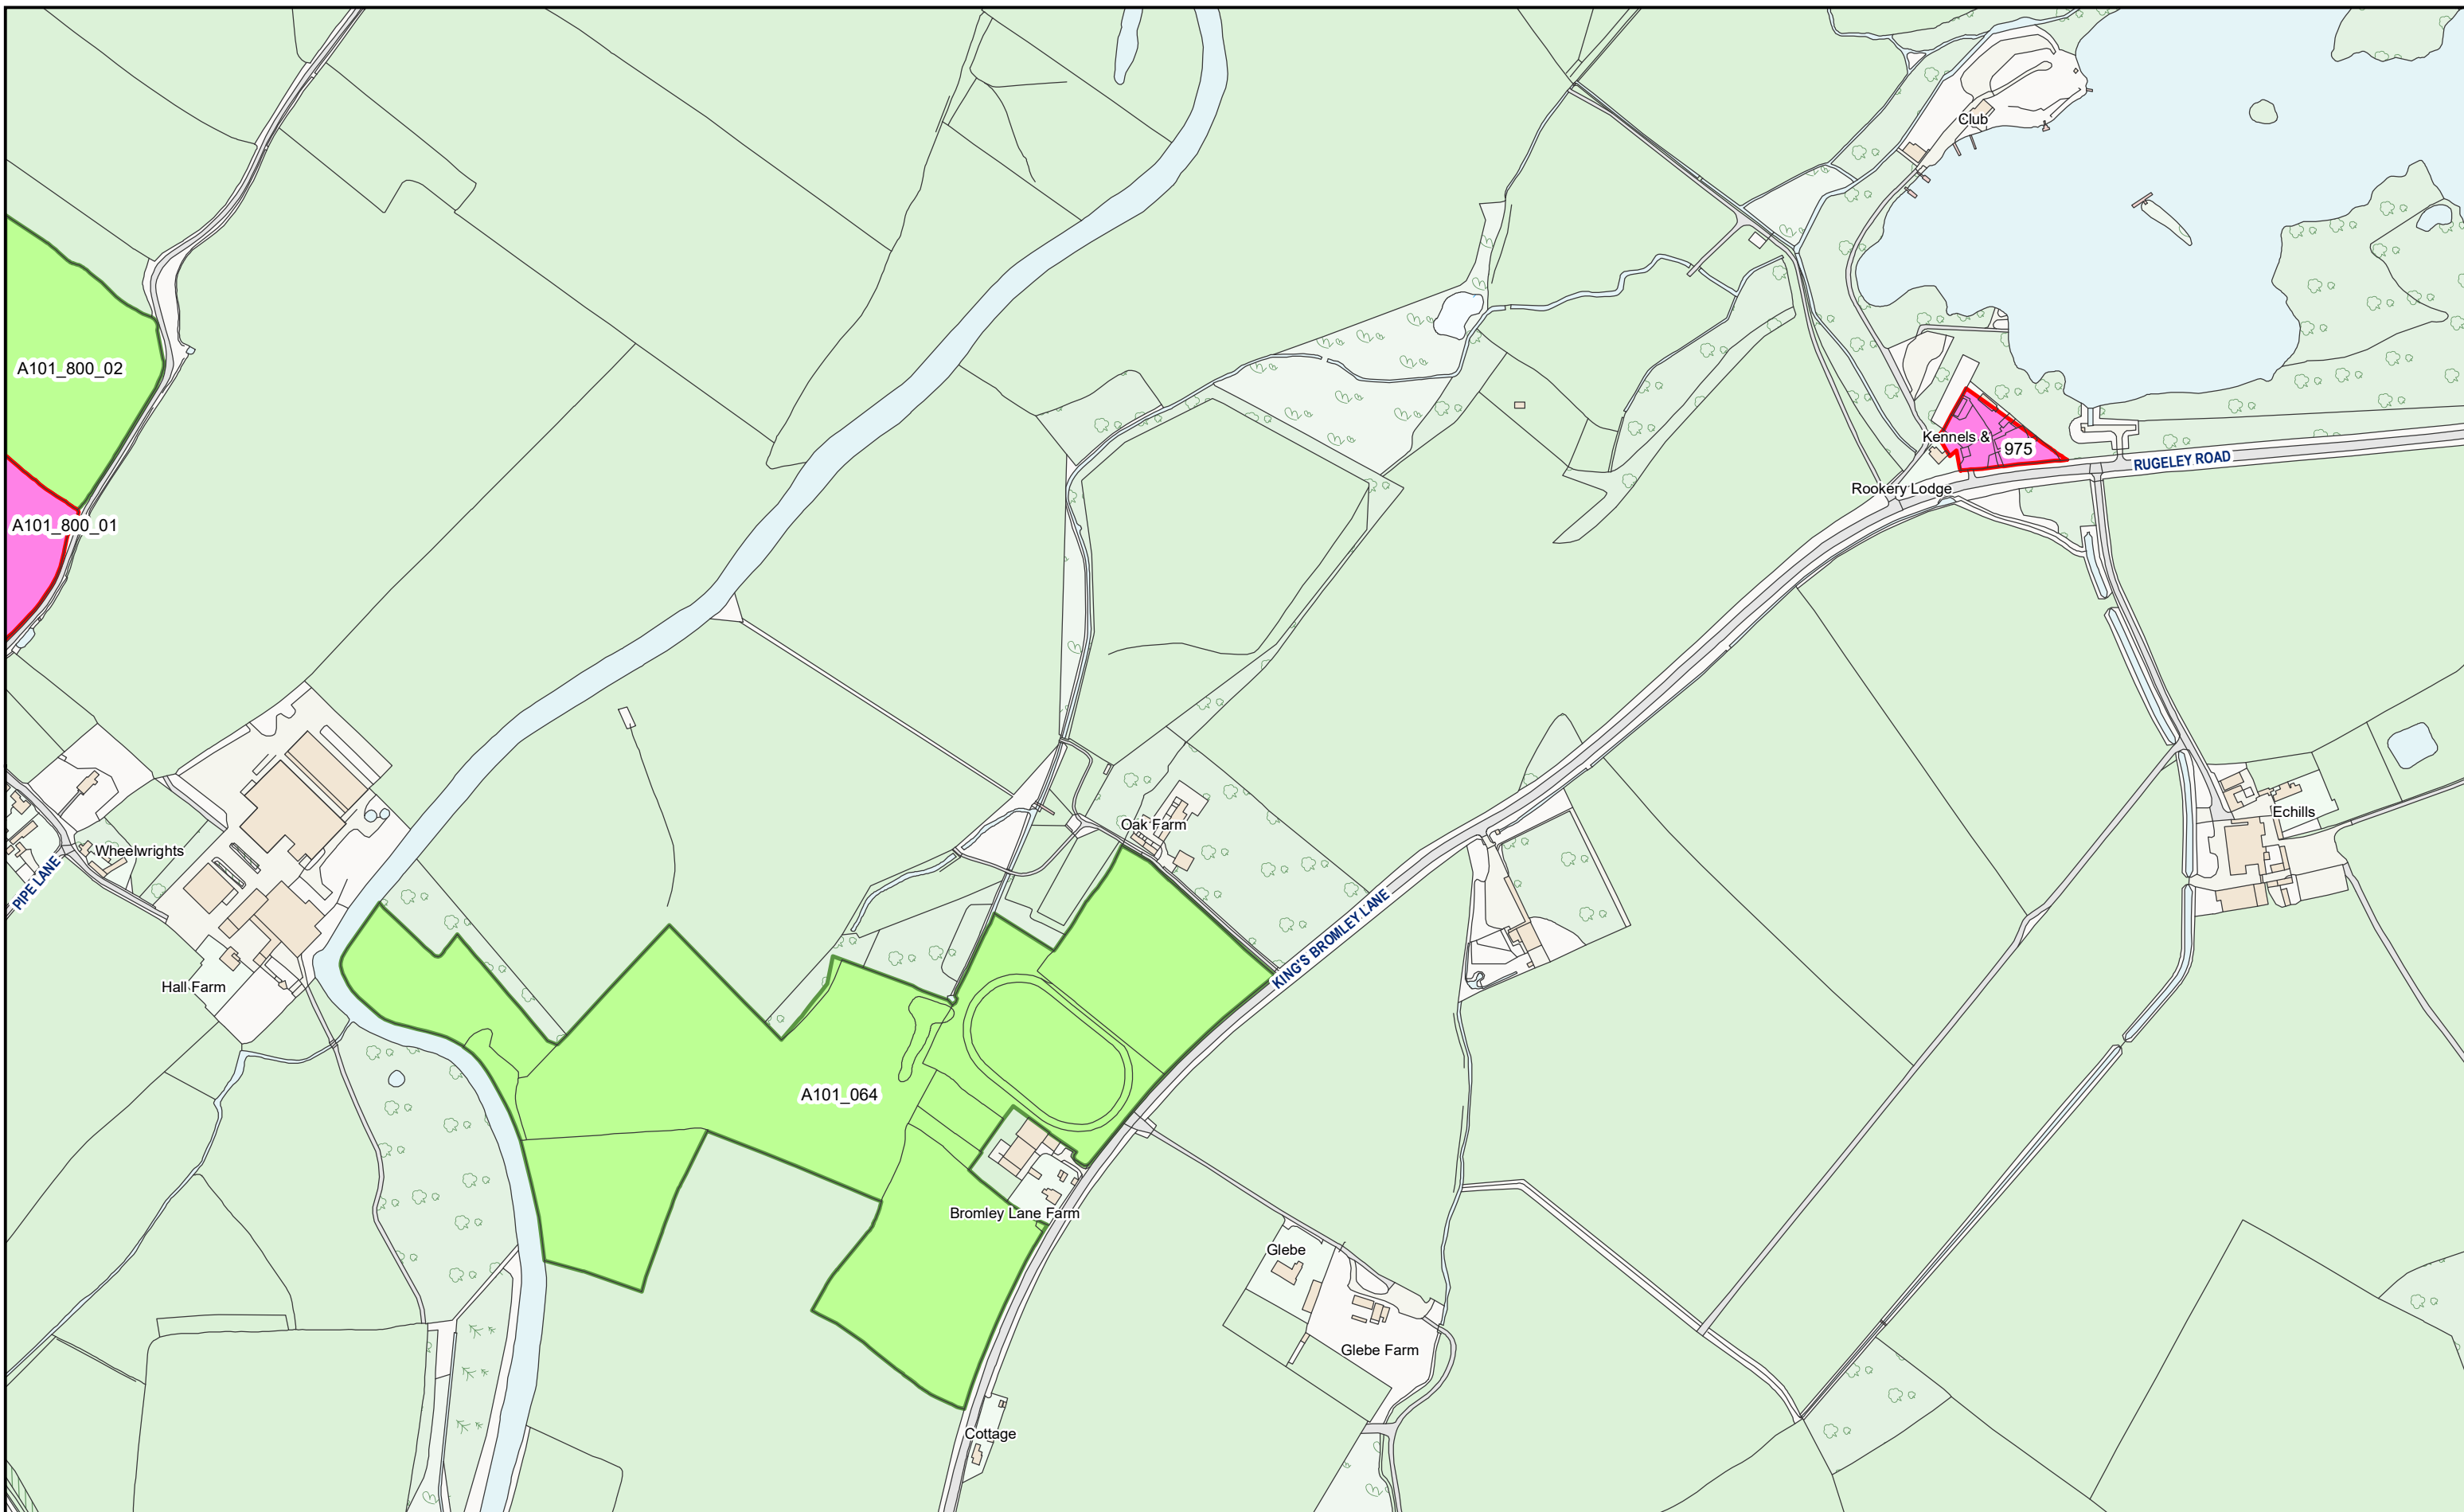 Club
A101_800_02
Kennels &
975
RUGELEY ROAD
Rookery Lodge
A101_800_01
Echills
Oak Farm
Wheelwrights
PIPE LANE
KING'S BROMLEY LANE
Hall Farm
A101_064
Bromley Lane Farm
Glebe
Glebe Farm
Cottage